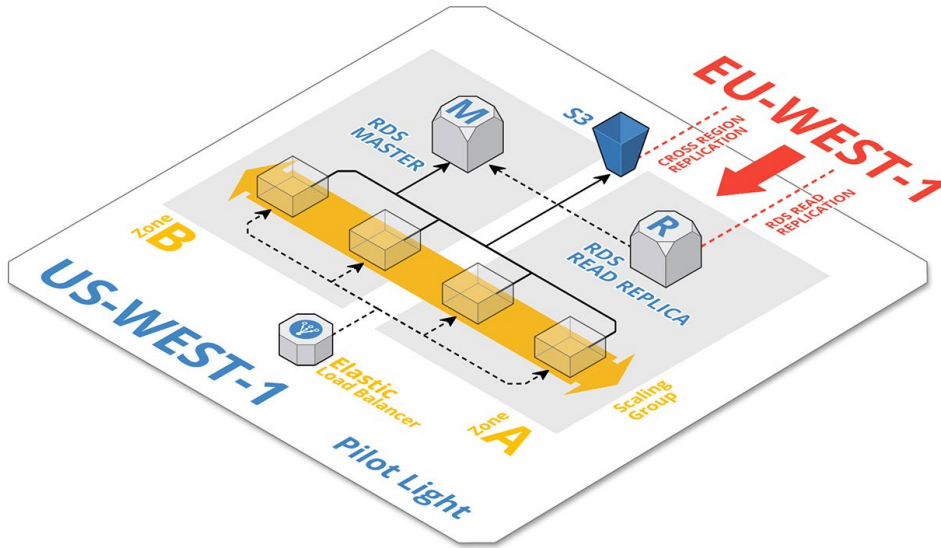 EU-WEST-1
CROSS REGION
REPLICATION
RDS READ
REPLICATION
S3
M
RDS
MASTER
R
RDS
READ REPLICA
Zone
B
US-WEST-1
Elastic
Load Balancer
Zone
A
Scaling
Group
Pilot Light